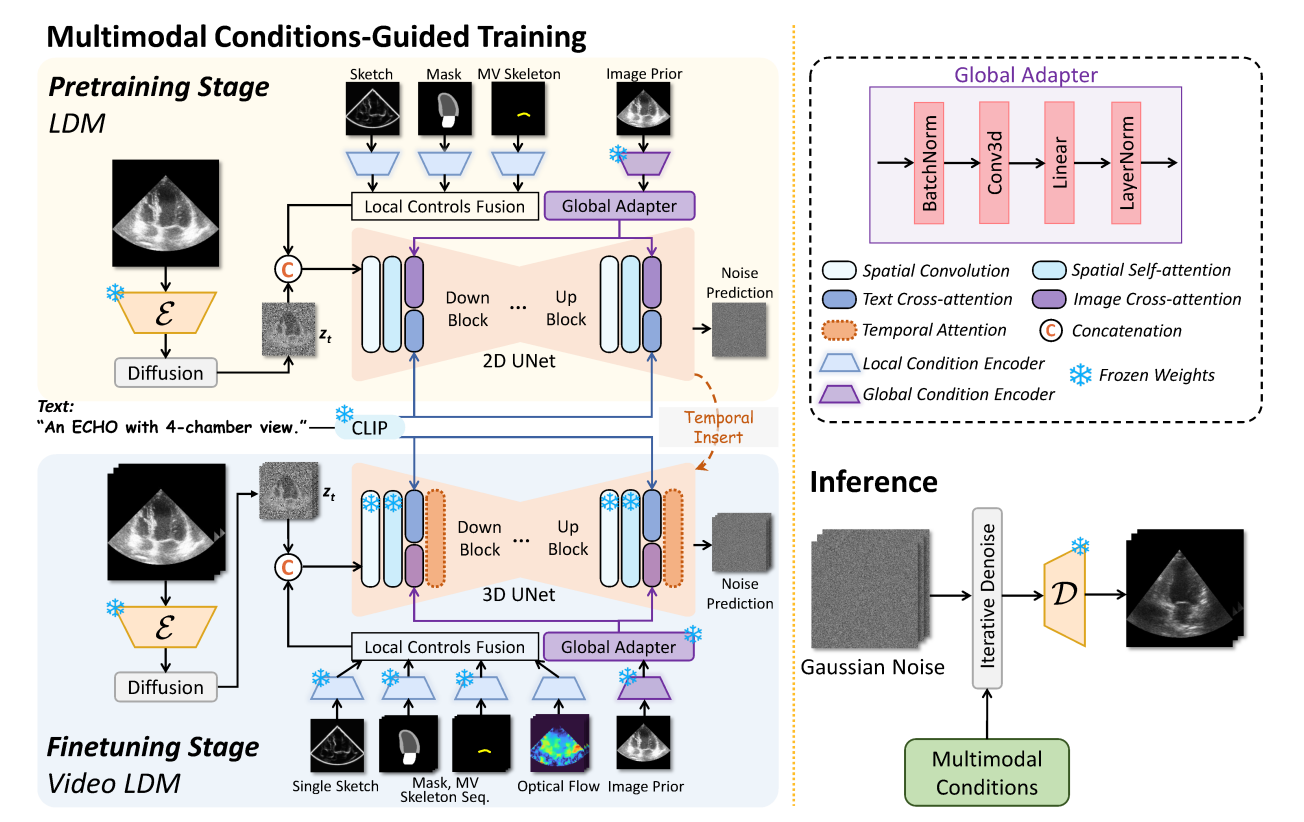 Multimodal Conditions-Guided Training
Pretraining Stage
LDM
Sketch
Mask
MV Skeleton
Image Prior
Local Controls Fusion
Global Adapter
C
ℰ
Diffusion
z_t
Down
Block
...
Up
Block
2D UNet
Noise
Prediction
Text:
“An ECHO with 4-chamber view.”
CLIP
Temporal
Insert
z_t
C
ℰ
Diffusion
Down
Block
...
Up
Block
3D UNet
Noise
Prediction
Local Controls Fusion
Global Adapter
Finetuning Stage
Video LDM
Single Sketch
Mask, MV
Skeleton Seq.
Optical Flow
Image Prior
Global Adapter
BatchNorm
Conv3d
Linear
LayerNorm
Spatial Convolution
Spatial Self-attention
Text Cross-attention
Image Cross-attention
Temporal Attention
C
Concatenation
Local Condition Encoder
Frozen Weights
Global Condition Encoder
Inference
Gaussian Noise
Iterative Denoise
𝒟
Multimodal
Conditions